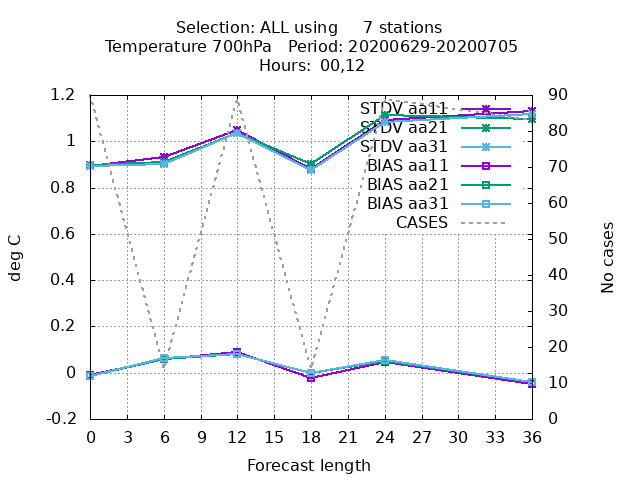 Selection: ALL using     7 stations
Temperature 700hPa   Period: 20200629-20200705
Hours: 00,12
STDV aa11
STDV aa21
STDV aa31
BIAS aa11
BIAS aa21
BIAS aa31
CASES
1.2
1
0.8
0.6
0.4
0.2
0
-0.2
deg C
90
80
70
60
50
40
30
20
10
0
No cases
0 3 6 9 12 15 18 21 24 27 30 33 36
Forecast length